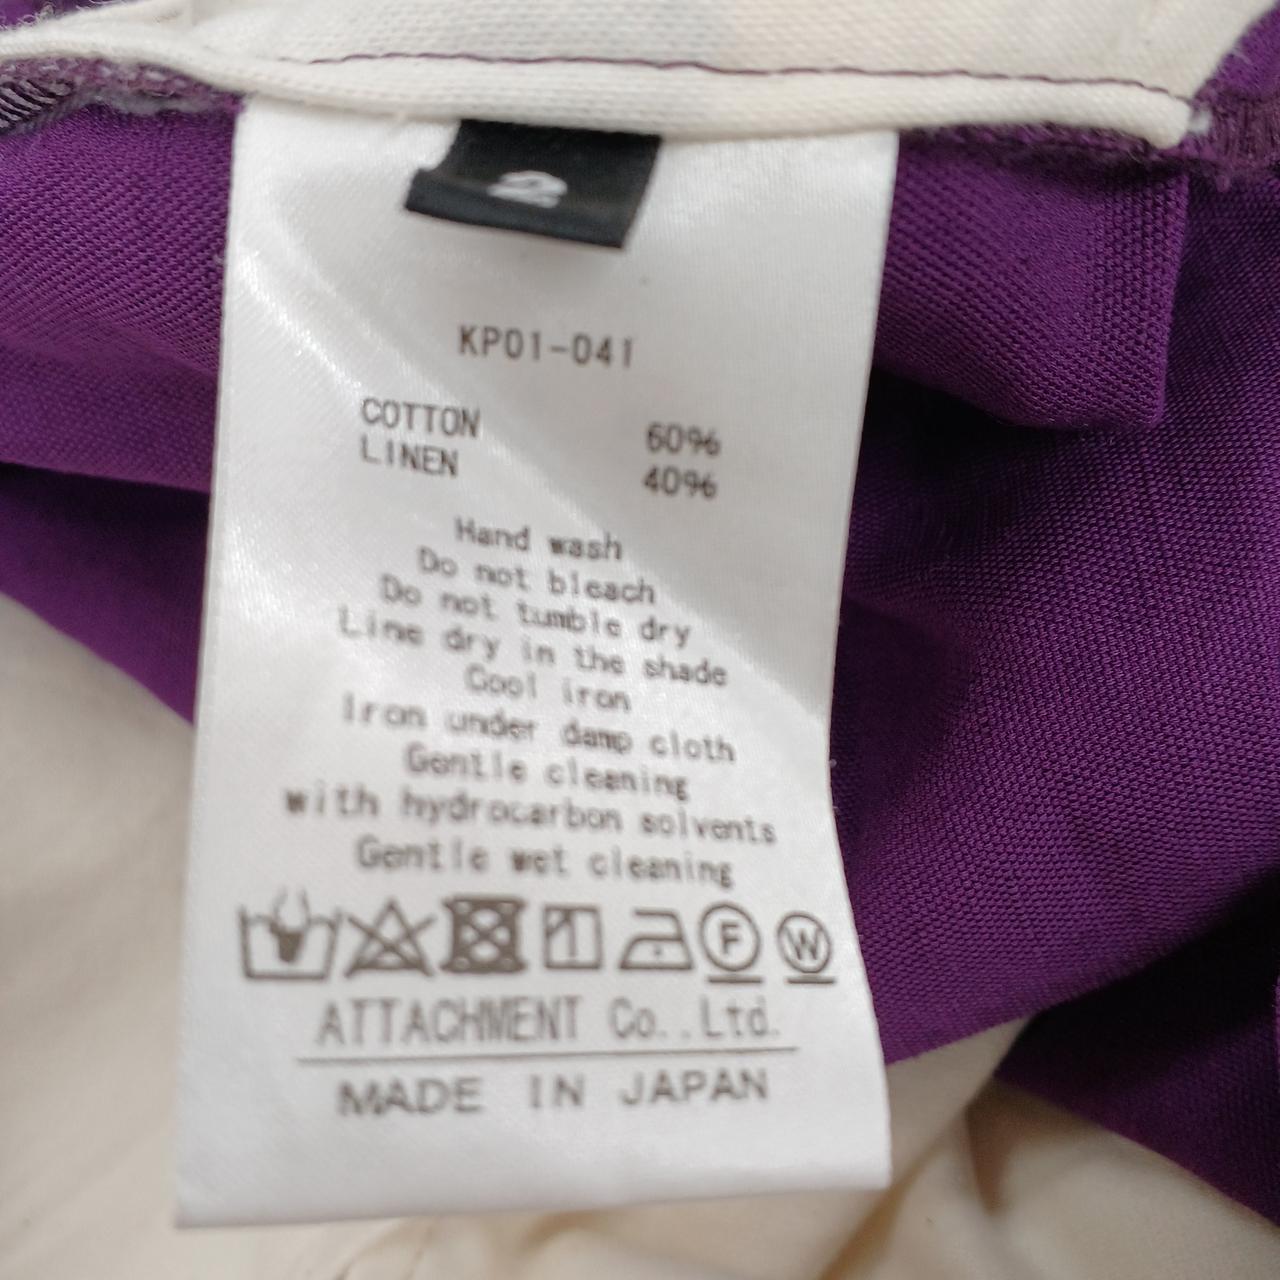 2
KP01-041
COTTON 60%
LINEN 40%
Hand wash
Do not bleach
Do not tumble dry
Line dry in the shade
Cool iron
Iron under damp cloth
Gentle cleaning
with hydrocarbon solvents
Gentle wet cleaning
F W
ATTACHMENT Co.,Ltd.
MADE IN JAPAN